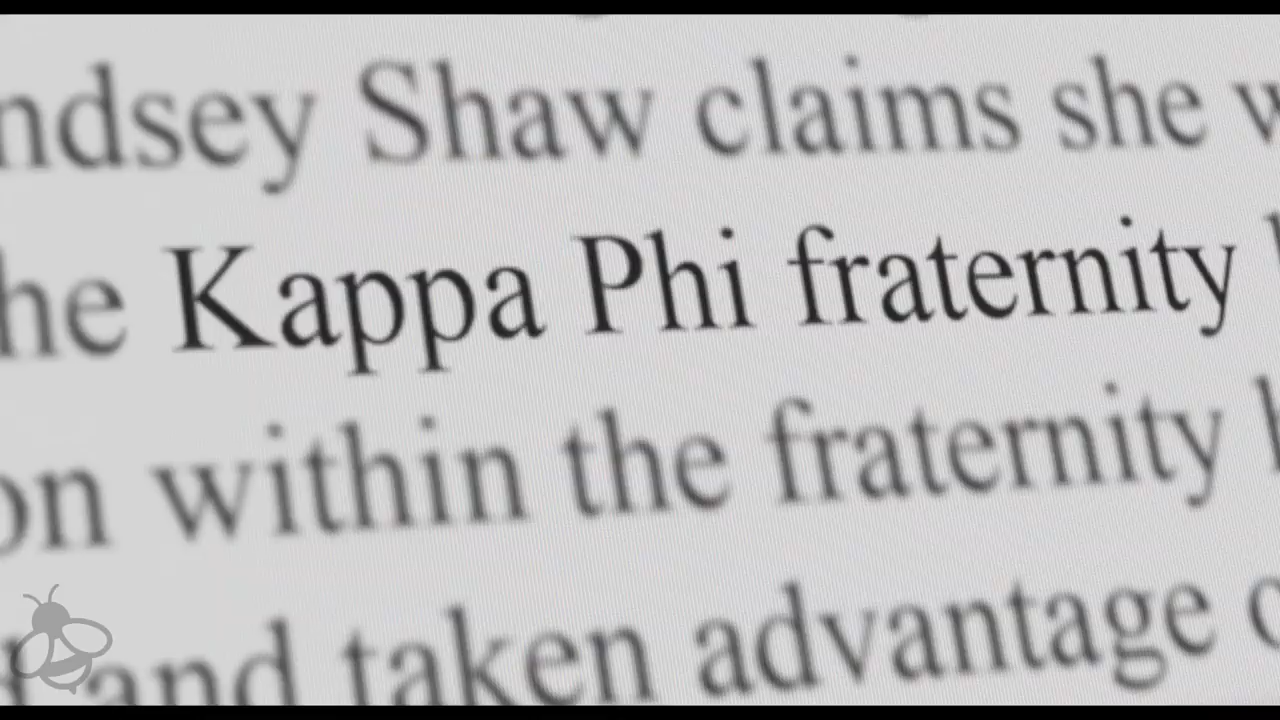 ndsey Shaw claims she w
he Kappa Phi fraternity
on within the fraternity
d and taken advantage